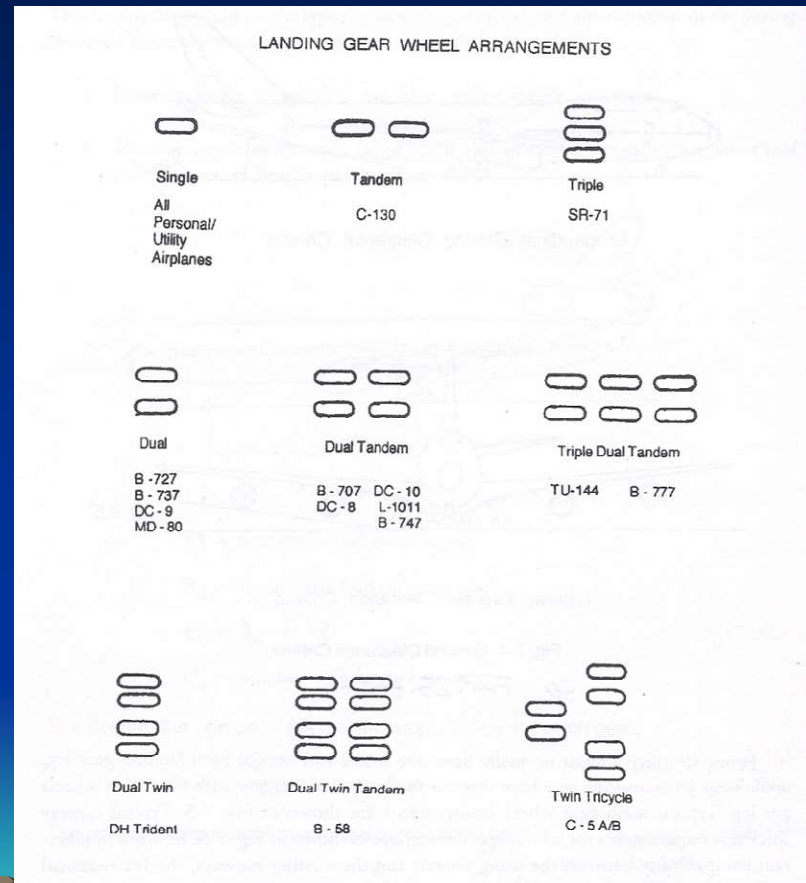 LANDING GEAR WHEEL ARRANGEMENTS
Single
All
Personal/
Utility
Airplanes
Tandem
C-130
Triple
SR-71
Dual
B -727
B - 737
DC - 9
MD - 80
Dual Tandem
B - 707 DC - 10
DC - 8 L-1011
B - 747
Triple Dual Tandem
TU-144 B - 777
Dual Twin
DH Trident
Dual Twin Tandem
B - 58
Twin Tricycle
C - 5 A/B